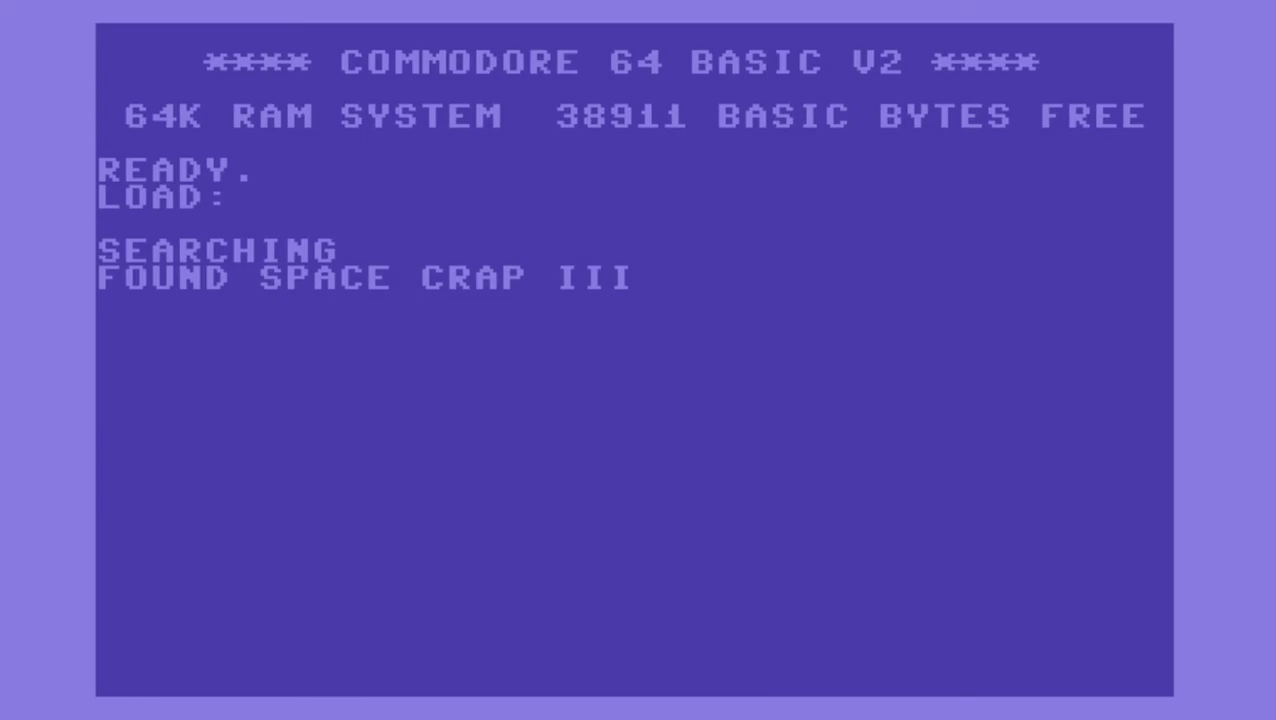 **** COMMODORE 64 BASIC V2 ****
64K RAM SYSTEM  38911 BASIC BYTES FREE
READY.
LOAD:
SEARCHING
FOUND SPACE CRAP III